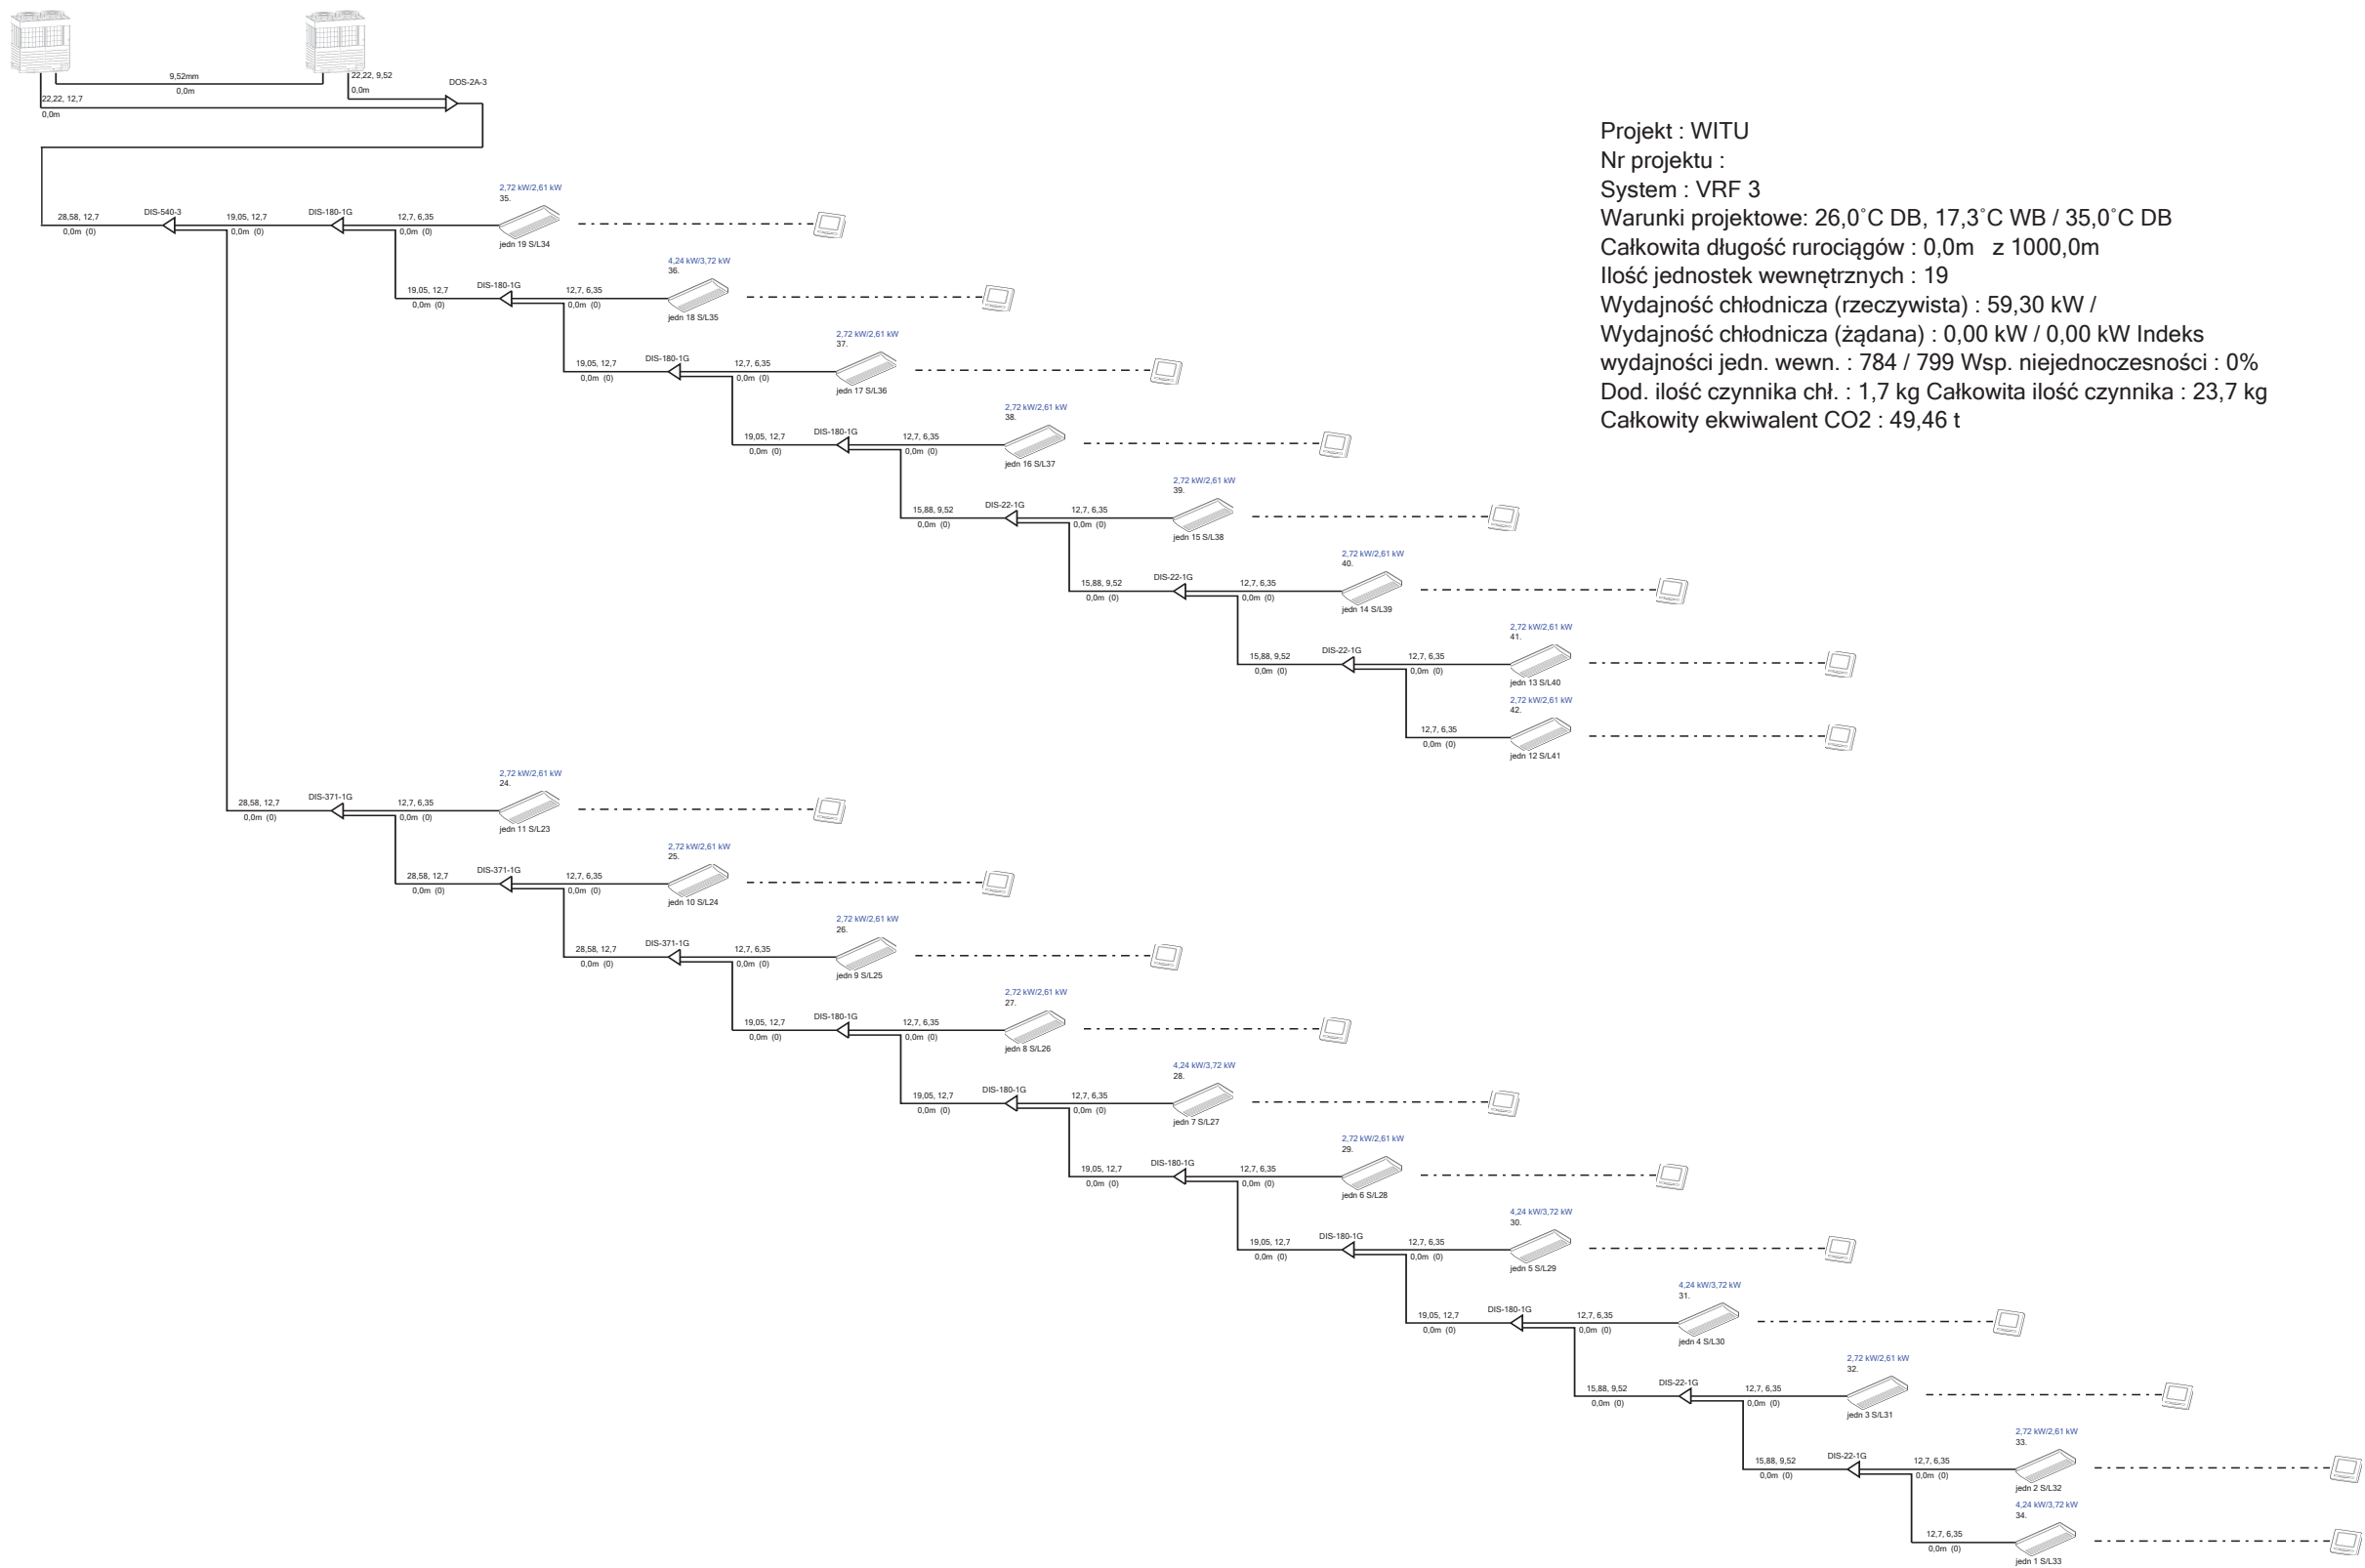 9,52mm
0,0m
22,22, 9,52
0,0m
DOS-2A-3
22,22, 12,7
0,0m
Projekt : WITU
Nr projektu :
System : VRF 3
Warunki projektowe: 26,0°C DB, 17,3°C WB / 35,0°C DB
Całkowita długość rurociągów : 0,0m z 1000,0m
Ilość jednostek wewnętrznych : 19
Wydajność chłodnicza (rzeczywista) : 59,30 kW /
Wydajność chłodnicza (żądana) : 0,00 kW / 0,00 kW Indeks
wydajności jedn. wewn. : 784 / 799 Wsp. niejednoczesności : 0%
Dod. ilość czynnika chł. : 1,7 kg Całkowita ilość czynnika : 23,7 kg
Całkowity ekwiwalent CO2 : 49,46 t
28,58, 12,7
0,0m (0)
DIS-540-3
19,05, 12,7
0,0m (0)
DIS-180-1G
12,7, 6,35
0,0m (0)
2,72 kW/2,61 kW
35.
jedn 19 S/L34
19,05, 12,7
0,0m (0)
DIS-180-1G
12,7, 6,35
0,0m (0)
4,24 kW/3,72 kW
36.
jedn 18 S/L35
19,05, 12,7
0,0m (0)
DIS-180-1G
12,7, 6,35
0,0m (0)
2,72 kW/2,61 kW
37.
jedn 17 S/L36
19,05, 12,7
0,0m (0)
DIS-180-1G
12,7, 6,35
0,0m (0)
2,72 kW/2,61 kW
38.
jedn 16 S/L37
15,88, 9,52
0,0m (0)
DIS-22-1G
12,7, 6,35
0,0m (0)
2,72 kW/2,61 kW
39.
jedn 15 S/L38
15,88, 9,52
0,0m (0)
DIS-22-1G
12,7, 6,35
0,0m (0)
2,72 kW/2,61 kW
40.
jedn 14 S/L39
15,88, 9,52
0,0m (0)
DIS-22-1G
12,7, 6,35
0,0m (0)
2,72 kW/2,61 kW
41.
jedn 13 S/L40
12,7, 6,35
0,0m (0)
2,72 kW/2,61 kW
42.
jedn 12 S/L41
28,58, 12,7
0,0m (0)
DIS-371-1G
12,7, 6,35
0,0m (0)
2,72 kW/2,61 kW
24.
jedn 11 S/L23
28,58, 12,7
0,0m (0)
DIS-371-1G
12,7, 6,35
0,0m (0)
2,72 kW/2,61 kW
25.
jedn 10 S/L24
28,58, 12,7
0,0m (0)
DIS-371-1G
12,7, 6,35
0,0m (0)
2,72 kW/2,61 kW
26.
jedn 9 S/L25
19,05, 12,7
0,0m (0)
DIS-180-1G
12,7, 6,35
0,0m (0)
2,72 kW/2,61 kW
27.
jedn 8 S/L26
19,05, 12,7
0,0m (0)
DIS-180-1G
12,7, 6,35
0,0m (0)
4,24 kW/3,72 kW
28.
jedn 7 S/L27
19,05, 12,7
0,0m (0)
DIS-180-1G
12,7, 6,35
0,0m (0)
2,72 kW/2,61 kW
29.
jedn 6 S/L28
19,05, 12,7
0,0m (0)
DIS-180-1G
12,7, 6,35
0,0m (0)
4,24 kW/3,72 kW
30.
jedn 5 S/L29
19,05, 12,7
0,0m (0)
DIS-180-1G
12,7, 6,35
0,0m (0)
4,24 kW/3,72 kW
31.
jedn 4 S/L30
15,88, 9,52
0,0m (0)
DIS-22-1G
12,7, 6,35
0,0m (0)
2,72 kW/2,61 kW
32.
jedn 3 S/L31
15,88, 9,52
0,0m (0)
DIS-22-1G
12,7, 6,35
0,0m (0)
2,72 kW/2,61 kW
33.
jedn 2 S/L32
12,7, 6,35
0,0m (0)
4,24 kW/3,72 kW
34.
jedn 1 S/L33